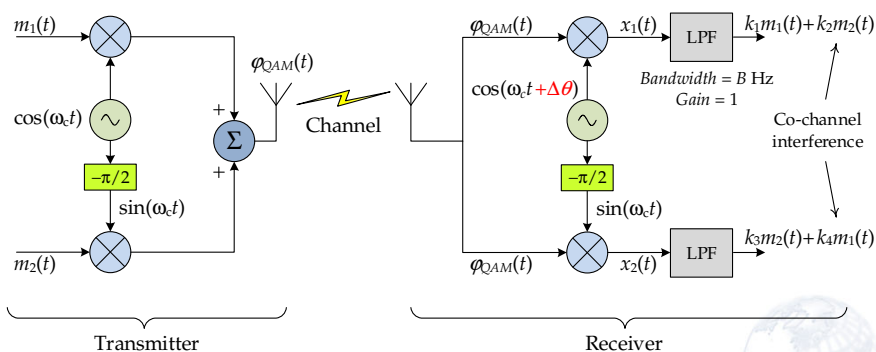 m₁(t)
cos(ωct)
−π/2
sin(ωct)
m₂(t)
+
Σ
+
φQAM(t)
Channel
Transmitter
φQAM(t)
x₁(t)
LPF
k₁m₁(t)+k₂m₂(t)
cos(ωct+Δθ)
Bandwidth = B Hz
Gain = 1
Co-channel
interference
−π/2
sin(ωct)
φQAM(t)
x₂(t)
LPF
k₃m₂(t)+k₄m₁(t)
Receiver